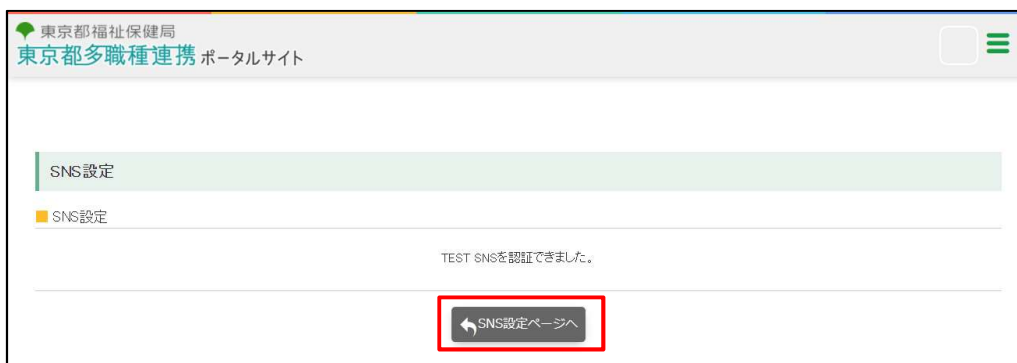 東京都福祉保健局
東京都多職種連携 ポータルサイト
SNS設定
SNS設定
TEST SNSを認証できました。
SNS設定ページへ